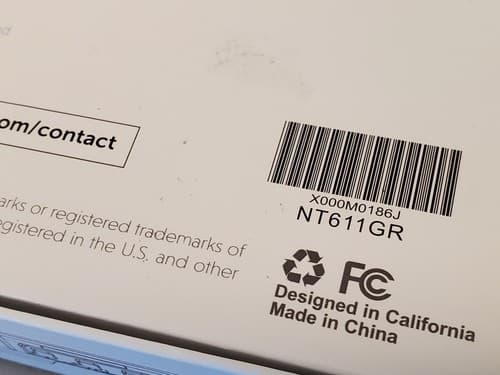 om/contact
X000M0186J
NT611GR
arks or registered trademarks of
egistered in the U.S. and other
FC
Designed in California
Made in China